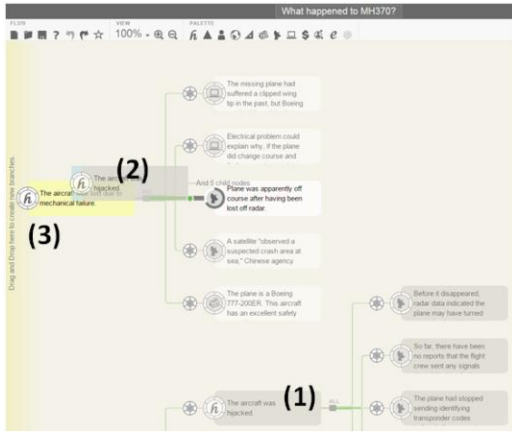 What happened to MH370?
FLOW
VIEW
PALETTE
100%
Drag and Drop here to create new branches.
The missing plane had
suffered a clipped wing
tip in the past, but Boeing
Electrical problem could
explain why, if the plane
did change course and
And 5 child nodes
(2)
The aircraft
hijacked.
The aircraft was lost due to
mechanical failure.
(3)
Plane was apparently off
course after having been
lost off radar.
A satellite "observed a
suspected crash area at
sea," Chinese agency
The plane is a Boeing
777-200ER. This aircraft
has an excellent safety
Before it disappeared,
radar data indicated the
plane may have turned
So far, there have been
no reports that the flight
crew sent any signals
The aircraft was
hijacked.
(1)
ALL
The plane had stopped
sending identifying
transponder codes